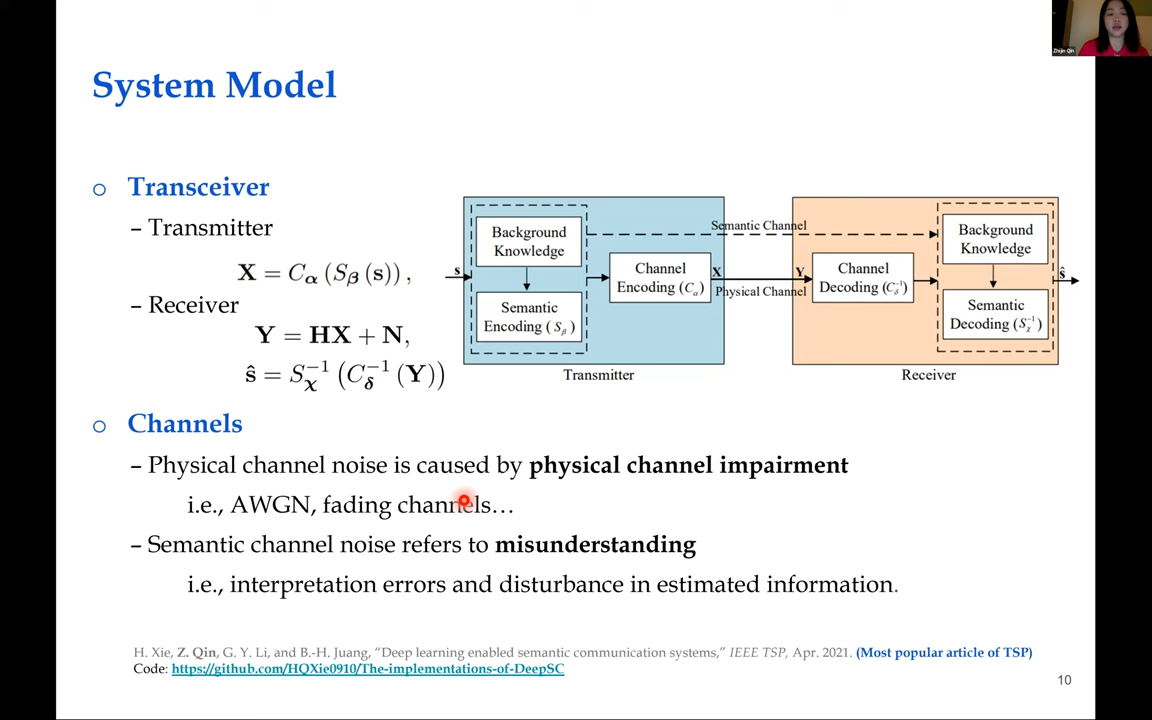 Zhijin Qin
System Model
o Transceiver
– Transmitter
X = Cα (Sβ (s)) ,
– Receiver
Y = HX + N,
ŝ = Sχ⁻¹ (Cδ⁻¹ (Y))
s
Background
Knowledge
Semantic
Encoding (Sβ)
Channel
Encoding (Cα)
Transmitter
Semantic Channel
X
Y
Physical Channel
Channel
Decoding (Cδ⁻¹)
Background
Knowledge
Semantic
Decoding (Sχ⁻¹)
ŝ
Receiver
o Channels
– Physical channel noise is caused by physical channel impairment
i.e., AWGN, fading channels…
– Semantic channel noise refers to misunderstanding
i.e., interpretation errors and disturbance in estimated information.
H. Xie, Z. Qin, G. Y. Li, and B.-H. Juang, “Deep learning enabled semantic communication systems,” IEEE TSP, Apr. 2021. (Most popular article of TSP)
Code: https://github.com/HQXie0910/The-implementations-of-DeepSC
10